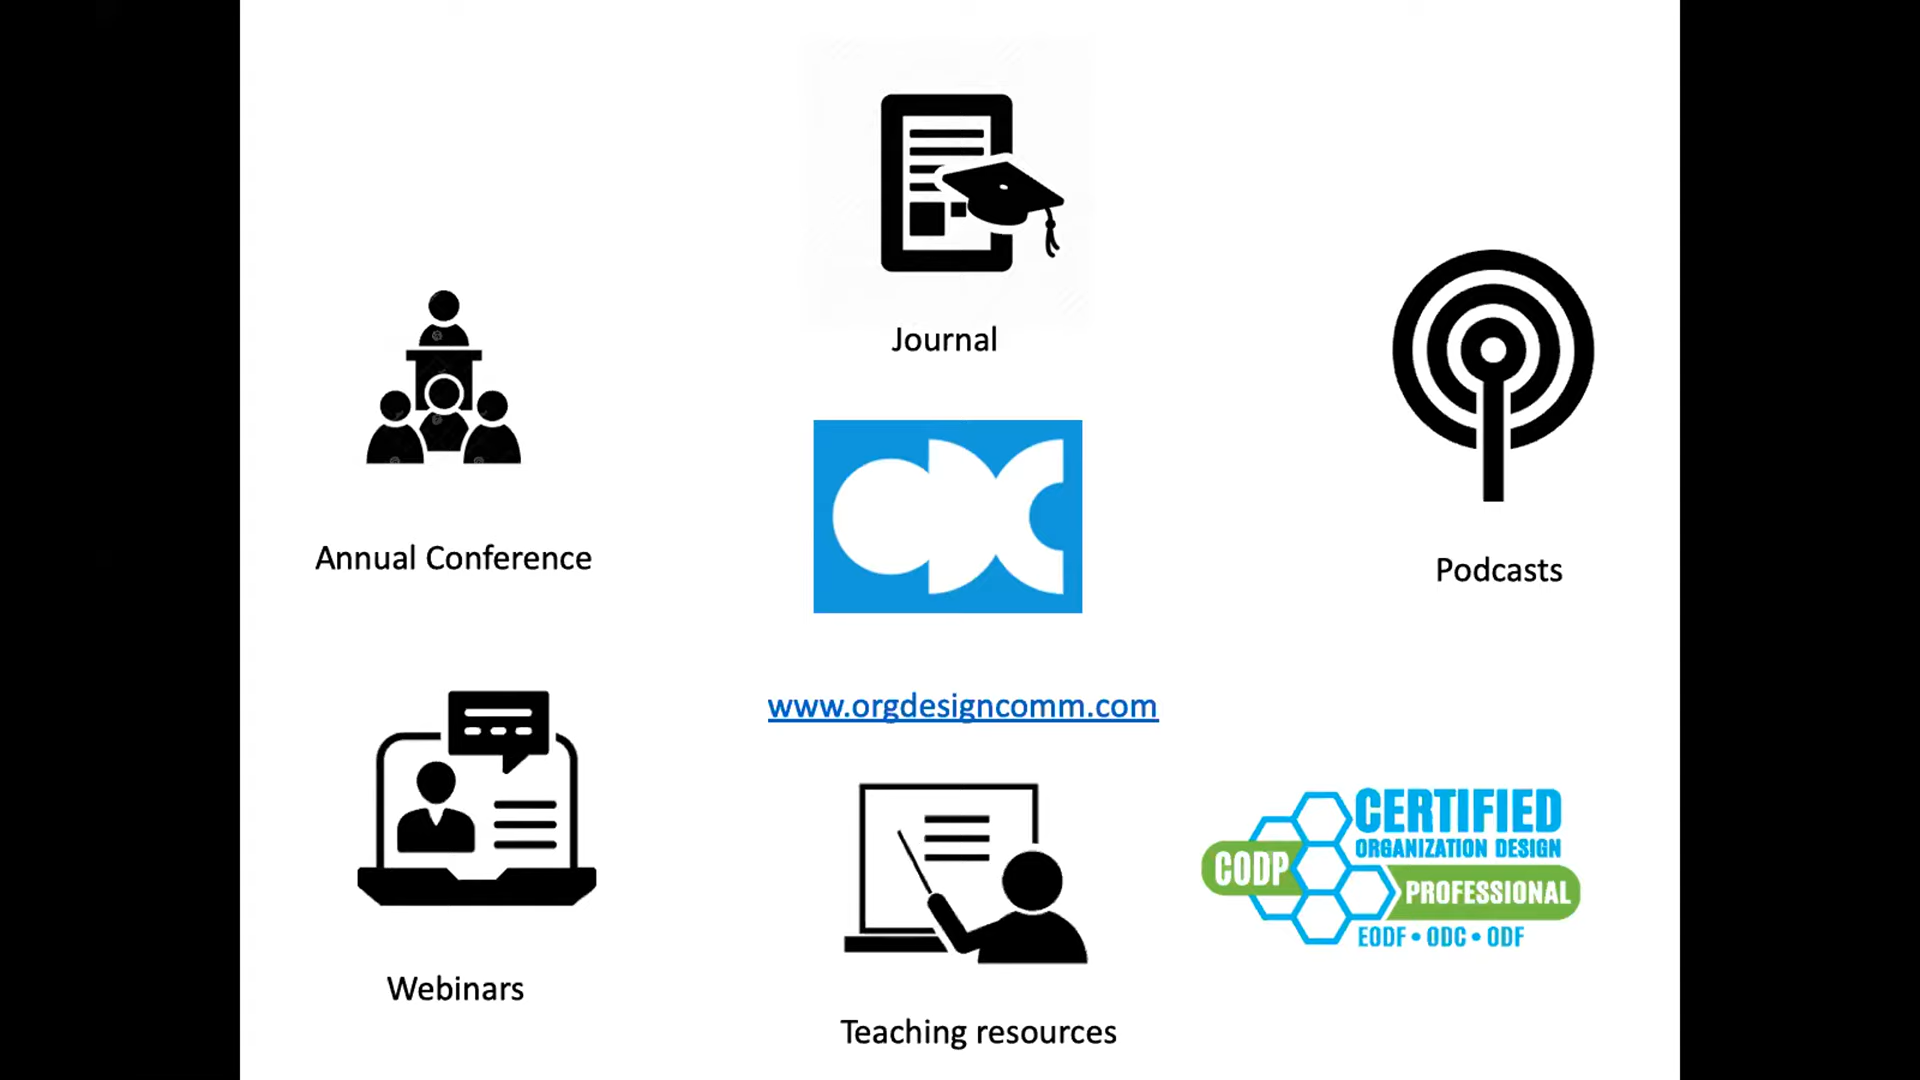 Journal
Annual Conference
Podcasts
www.orgdesigncomm.com
Webinars
Teaching resources
CODP
CERTIFIED
ORGANIZATION DESIGN
PROFESSIONAL
EODF • ODC • ODF